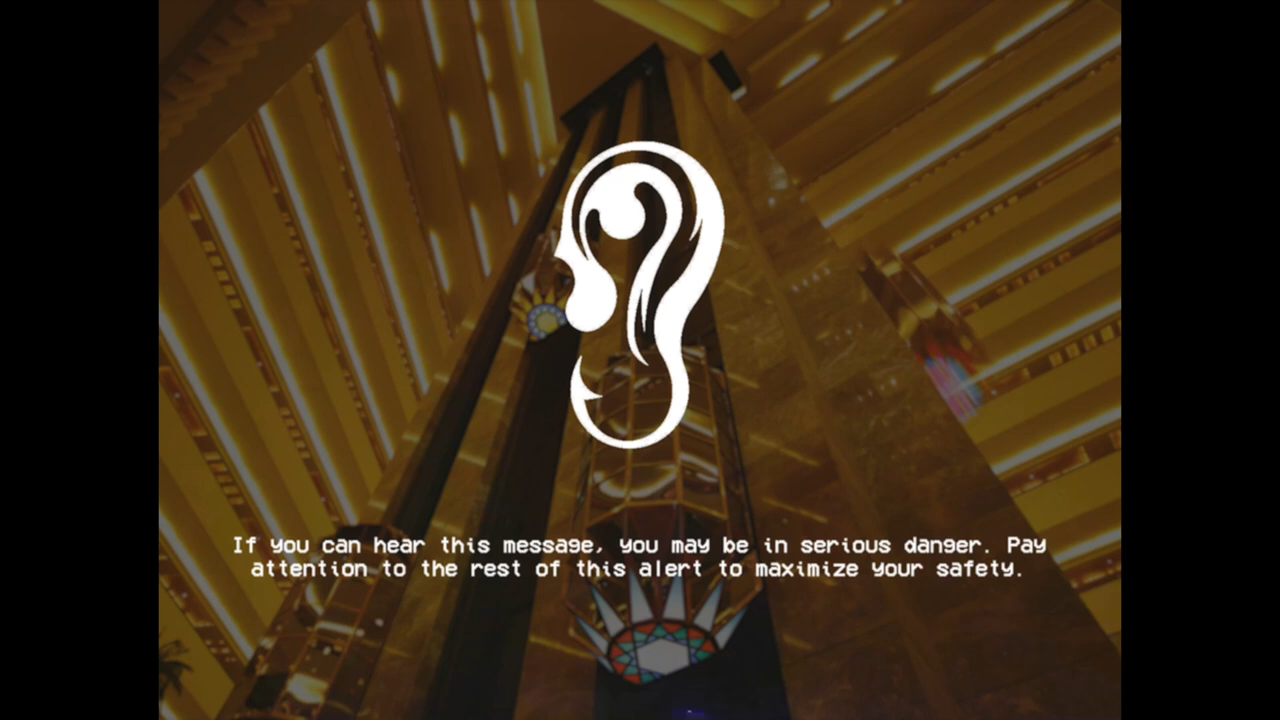 If you can hear this message, you may be in serious danger. Pay
attention to the rest of this alert to maximize your safety.